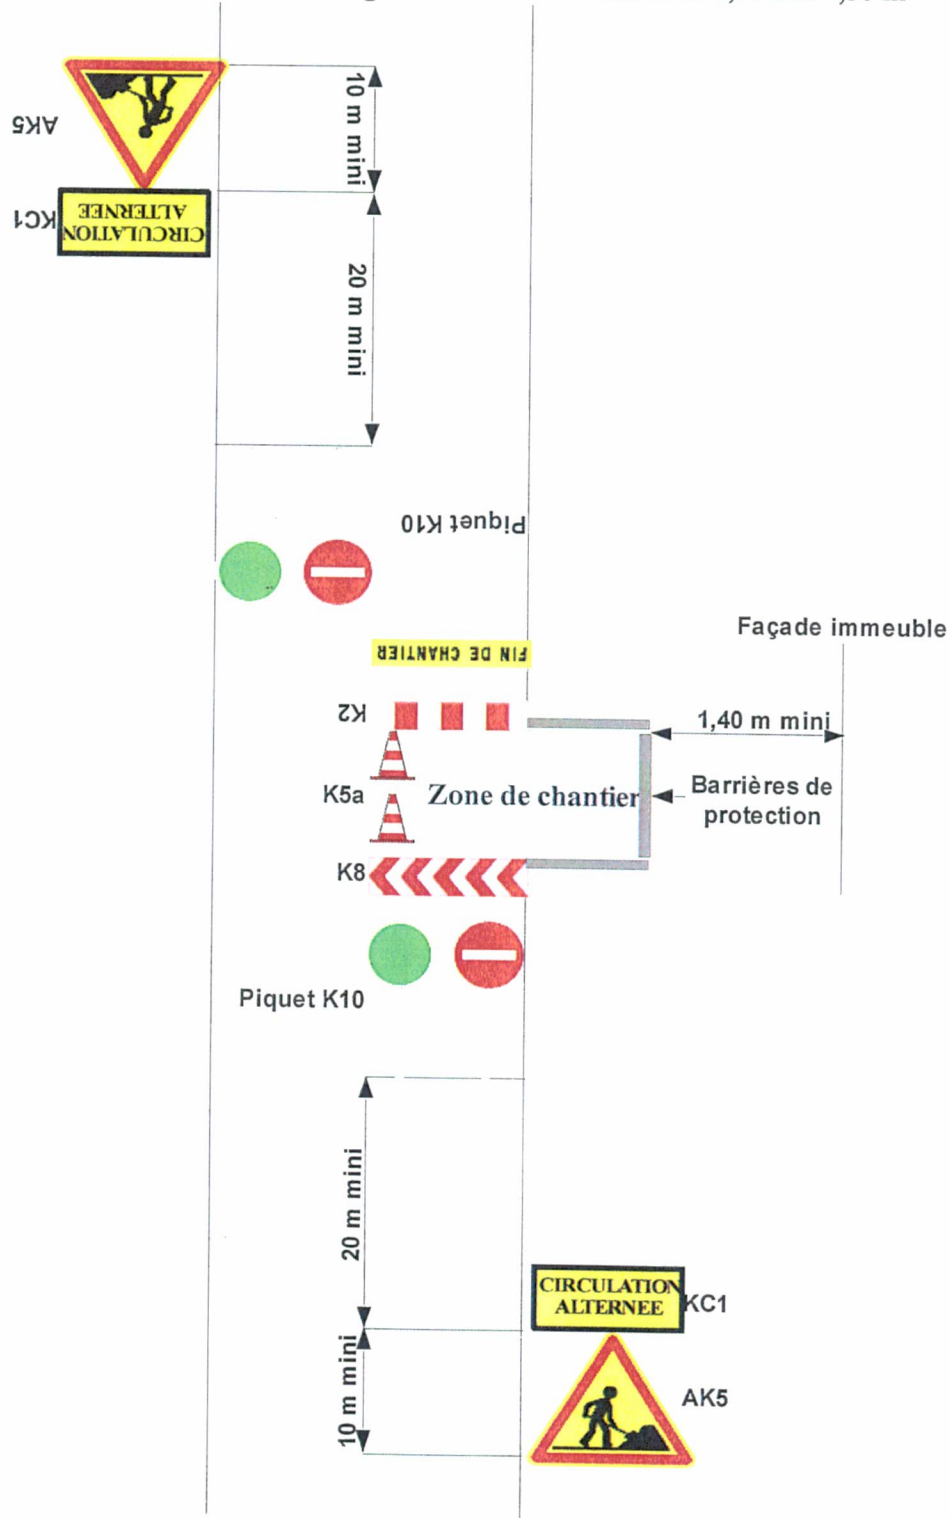 10 m mini
AK5
CIRCULATION
ALTERNEE
KC1
20 m mini
Piquet K10
FIN DE CHANTIER
Façade immeuble
K2
1,40 m mini
K5a
Zone de chantier
Barrières de
protection
K8
Piquet K10
20 m mini
CIRCULATION
ALTERNEE
KC1
10 m mini
AK5